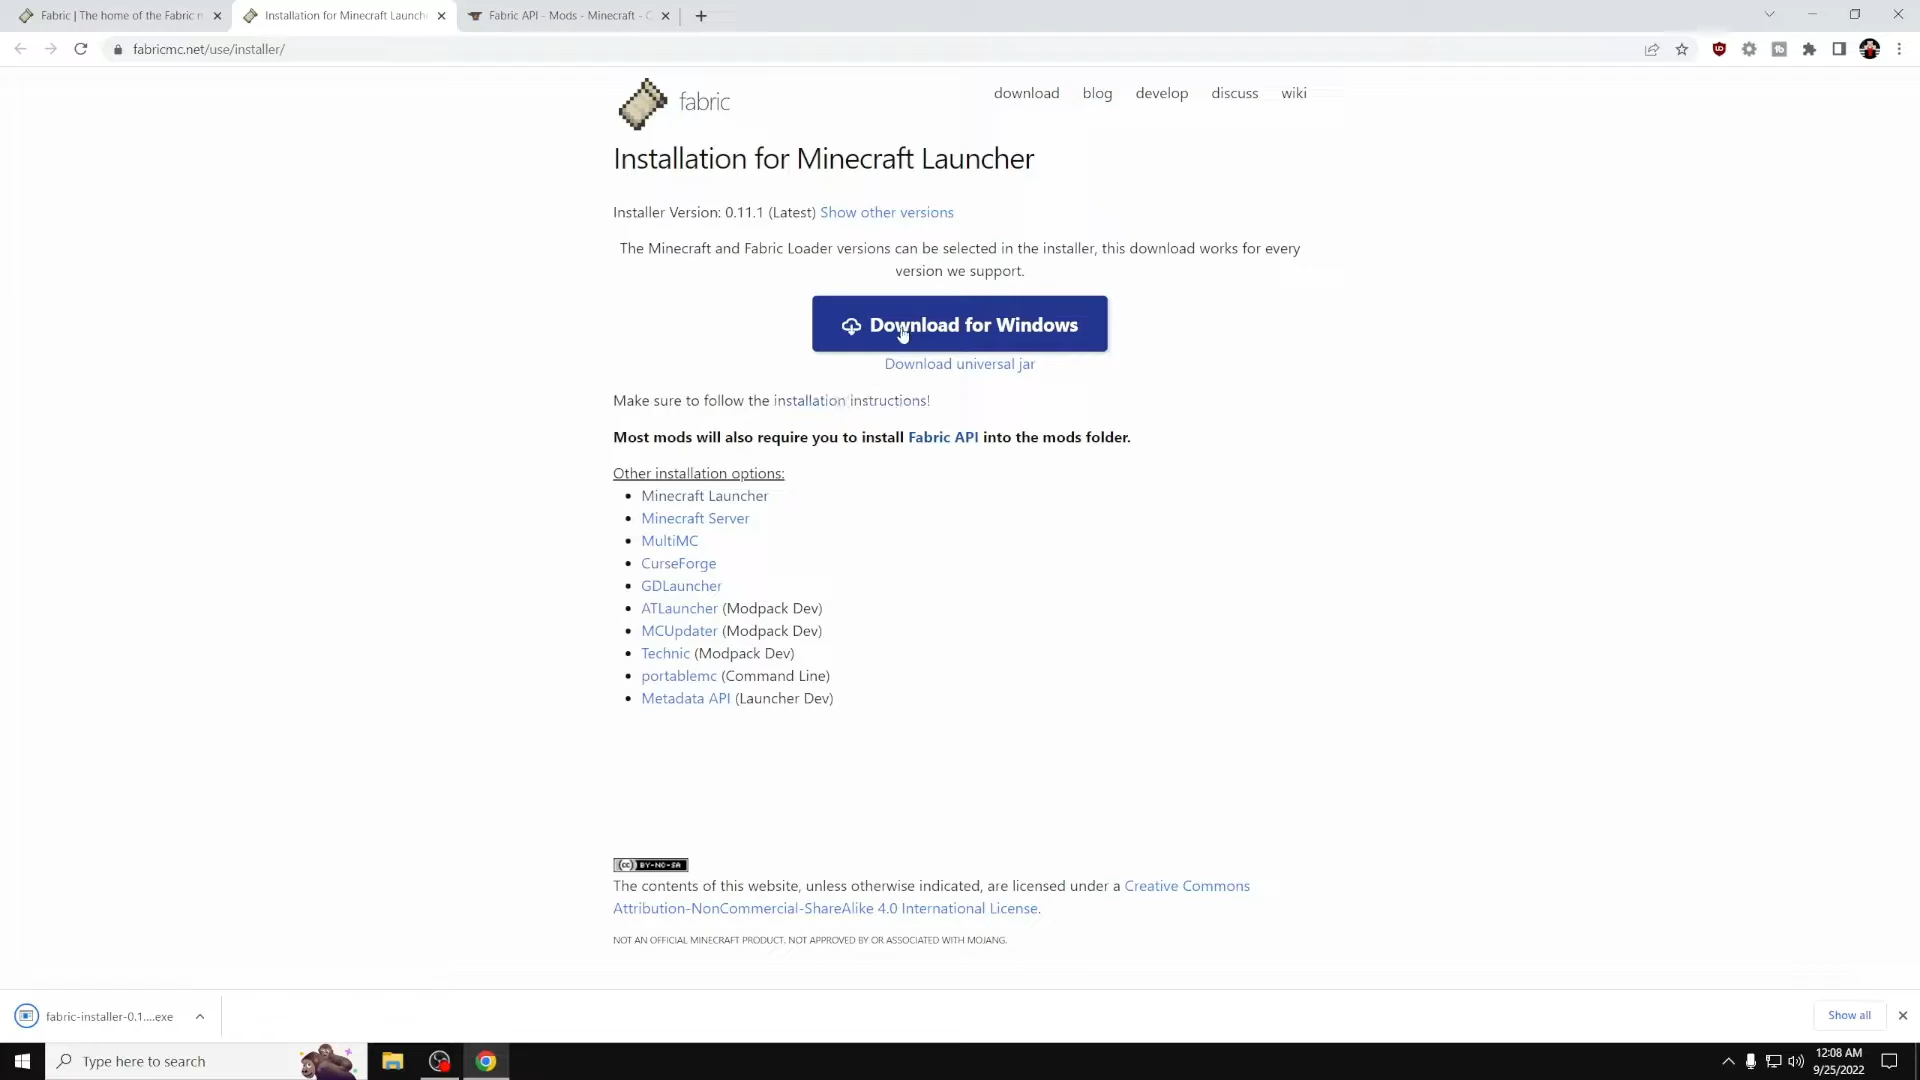 Fabric | The home of the Fabric
Installation for Minecraft Launch
Fabric API - Mods - Minecraft -
fabricmc.net/use/installer/
fabric
download
blog
develop
discuss
wiki
Installation for Minecraft Launcher
Installer Version: 0.11.1 (Latest) Show other versions
The Minecraft and Fabric Loader versions can be selected in the installer, this download works for every
version we support.
Download for Windows
Download universal jar
Make sure to follow the installation instructions!
Most mods will also require you to install Fabric API into the mods folder.
Other installation options:
Minecraft Launcher
Minecraft Server
MultiMC
CurseForge
GDLauncher
ATLauncher (Modpack Dev)
MCUpdater (Modpack Dev)
Technic (Modpack Dev)
portablemc (Command Line)
Metadata API (Launcher Dev)
(cc) BY-NC-SA
The contents of this website, unless otherwise indicated, are licensed under a Creative Commons
Attribution-NonCommercial-ShareAlike 4.0 International License.
NOT AN OFFICIAL MINECRAFT PRODUCT. NOT APPROVED BY OR ASSOCIATED WITH MOJANG.
fabric-installer-0.1....exe
Show all
Type here to search
12:08 AM
9/25/2022